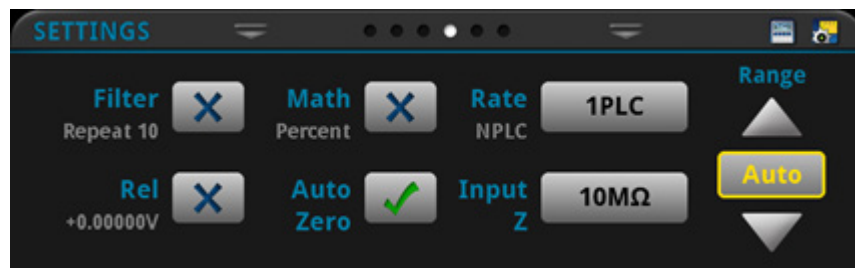 SETTINGS
Filter
Repeat 10
Math
Percent
Rate
NPLC
1PLC
Range
Rel
+0.00000V
Auto
Zero
Input
Z
10MΩ
Auto